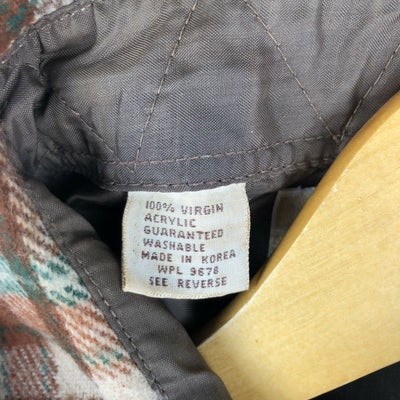 100% VIRGIN
ACRYLIC
GUARANTEED
WASHABLE
MADE IN KOREA
WPL 9678
SEE REVERSE